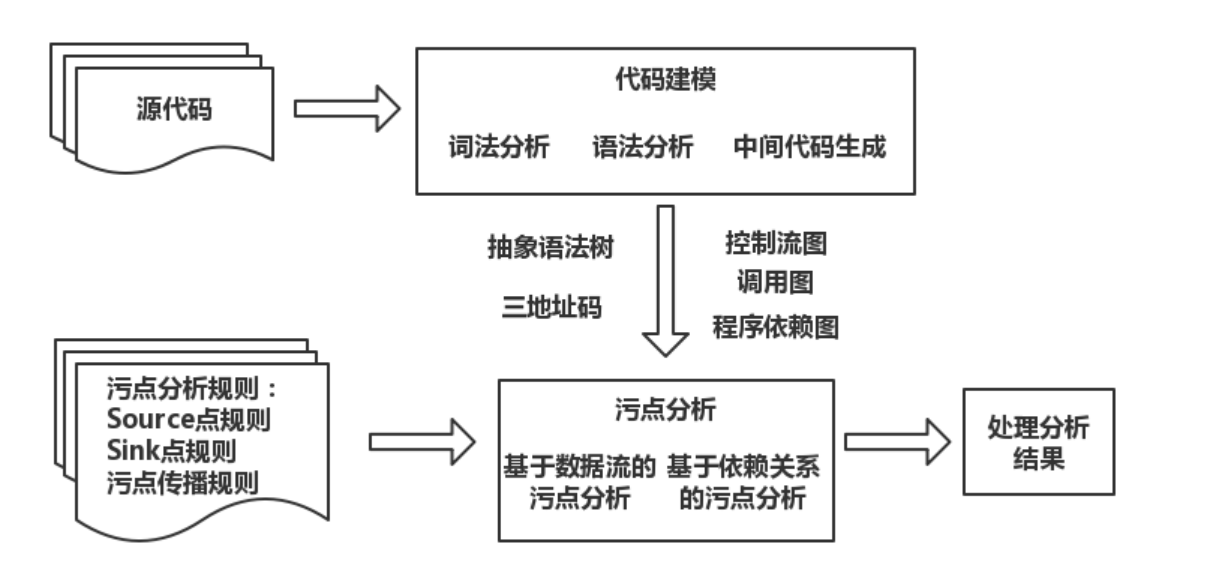 源代码
代码建模
词法分析 语法分析 中间代码生成
抽象语法树
三地址码
控制流图
调用图
程序依赖图
污点分析规则：
Source点规则
Sink点规则
污点传播规则
污点分析
基于数据流的
污点分析
基于依赖关系
的污点分析
处理分析
结果